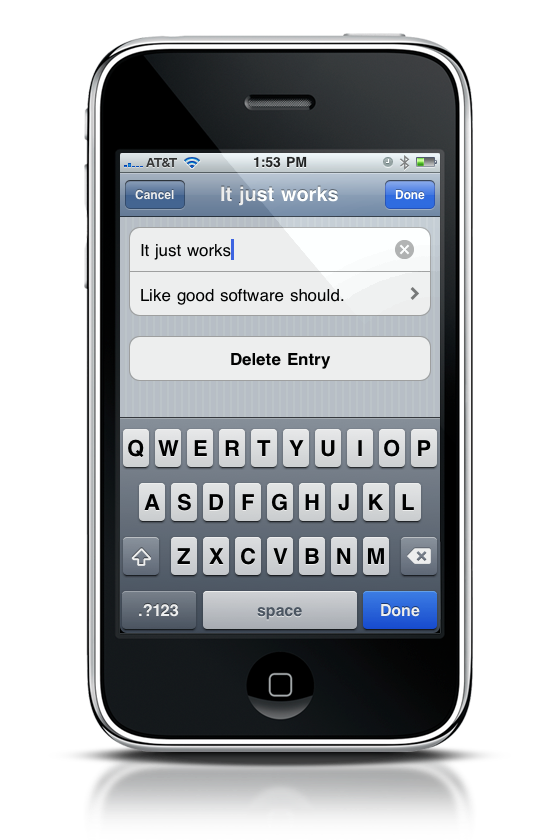 AT&T 1:53 PM
Cancel It just works Done
It just works
Like good software should.
Delete Entry
Q W E R T Y U I O P
A S D F G H J K L
Z X C V B N M
.?123 space Done